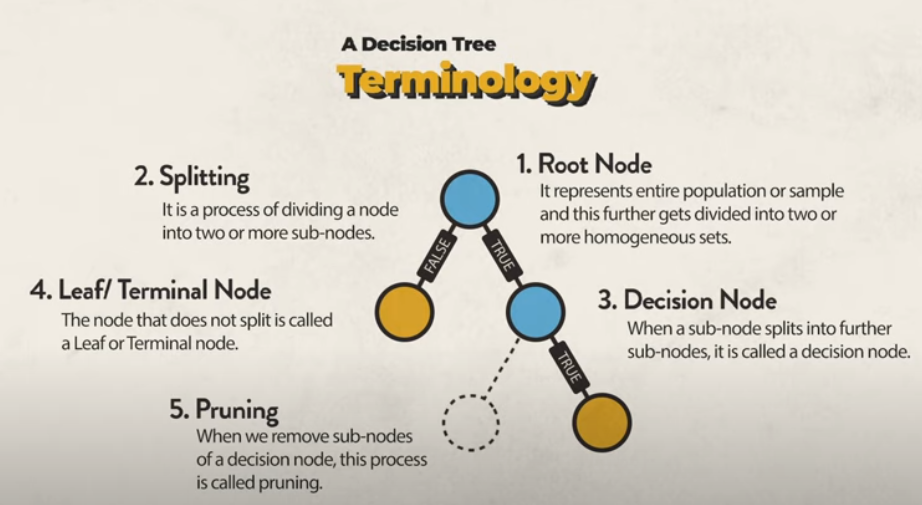 A Decision Tree
Terminology
1. Root Node
It represents entire population or sample
and this further gets divided into two or
more homogeneous sets.
2. Splitting
It is a process of dividing a node
into two or more sub-nodes.
FALSE
TRUE
3. Decision Node
When a sub-node splits into further
sub-nodes, it is called a decision node.
4. Leaf/ Terminal Node
The node that does not split is called
a Leaf or Terminal node.
TRUE
5. Pruning
When we remove sub-nodes
of a decision node, this process
is called pruning.